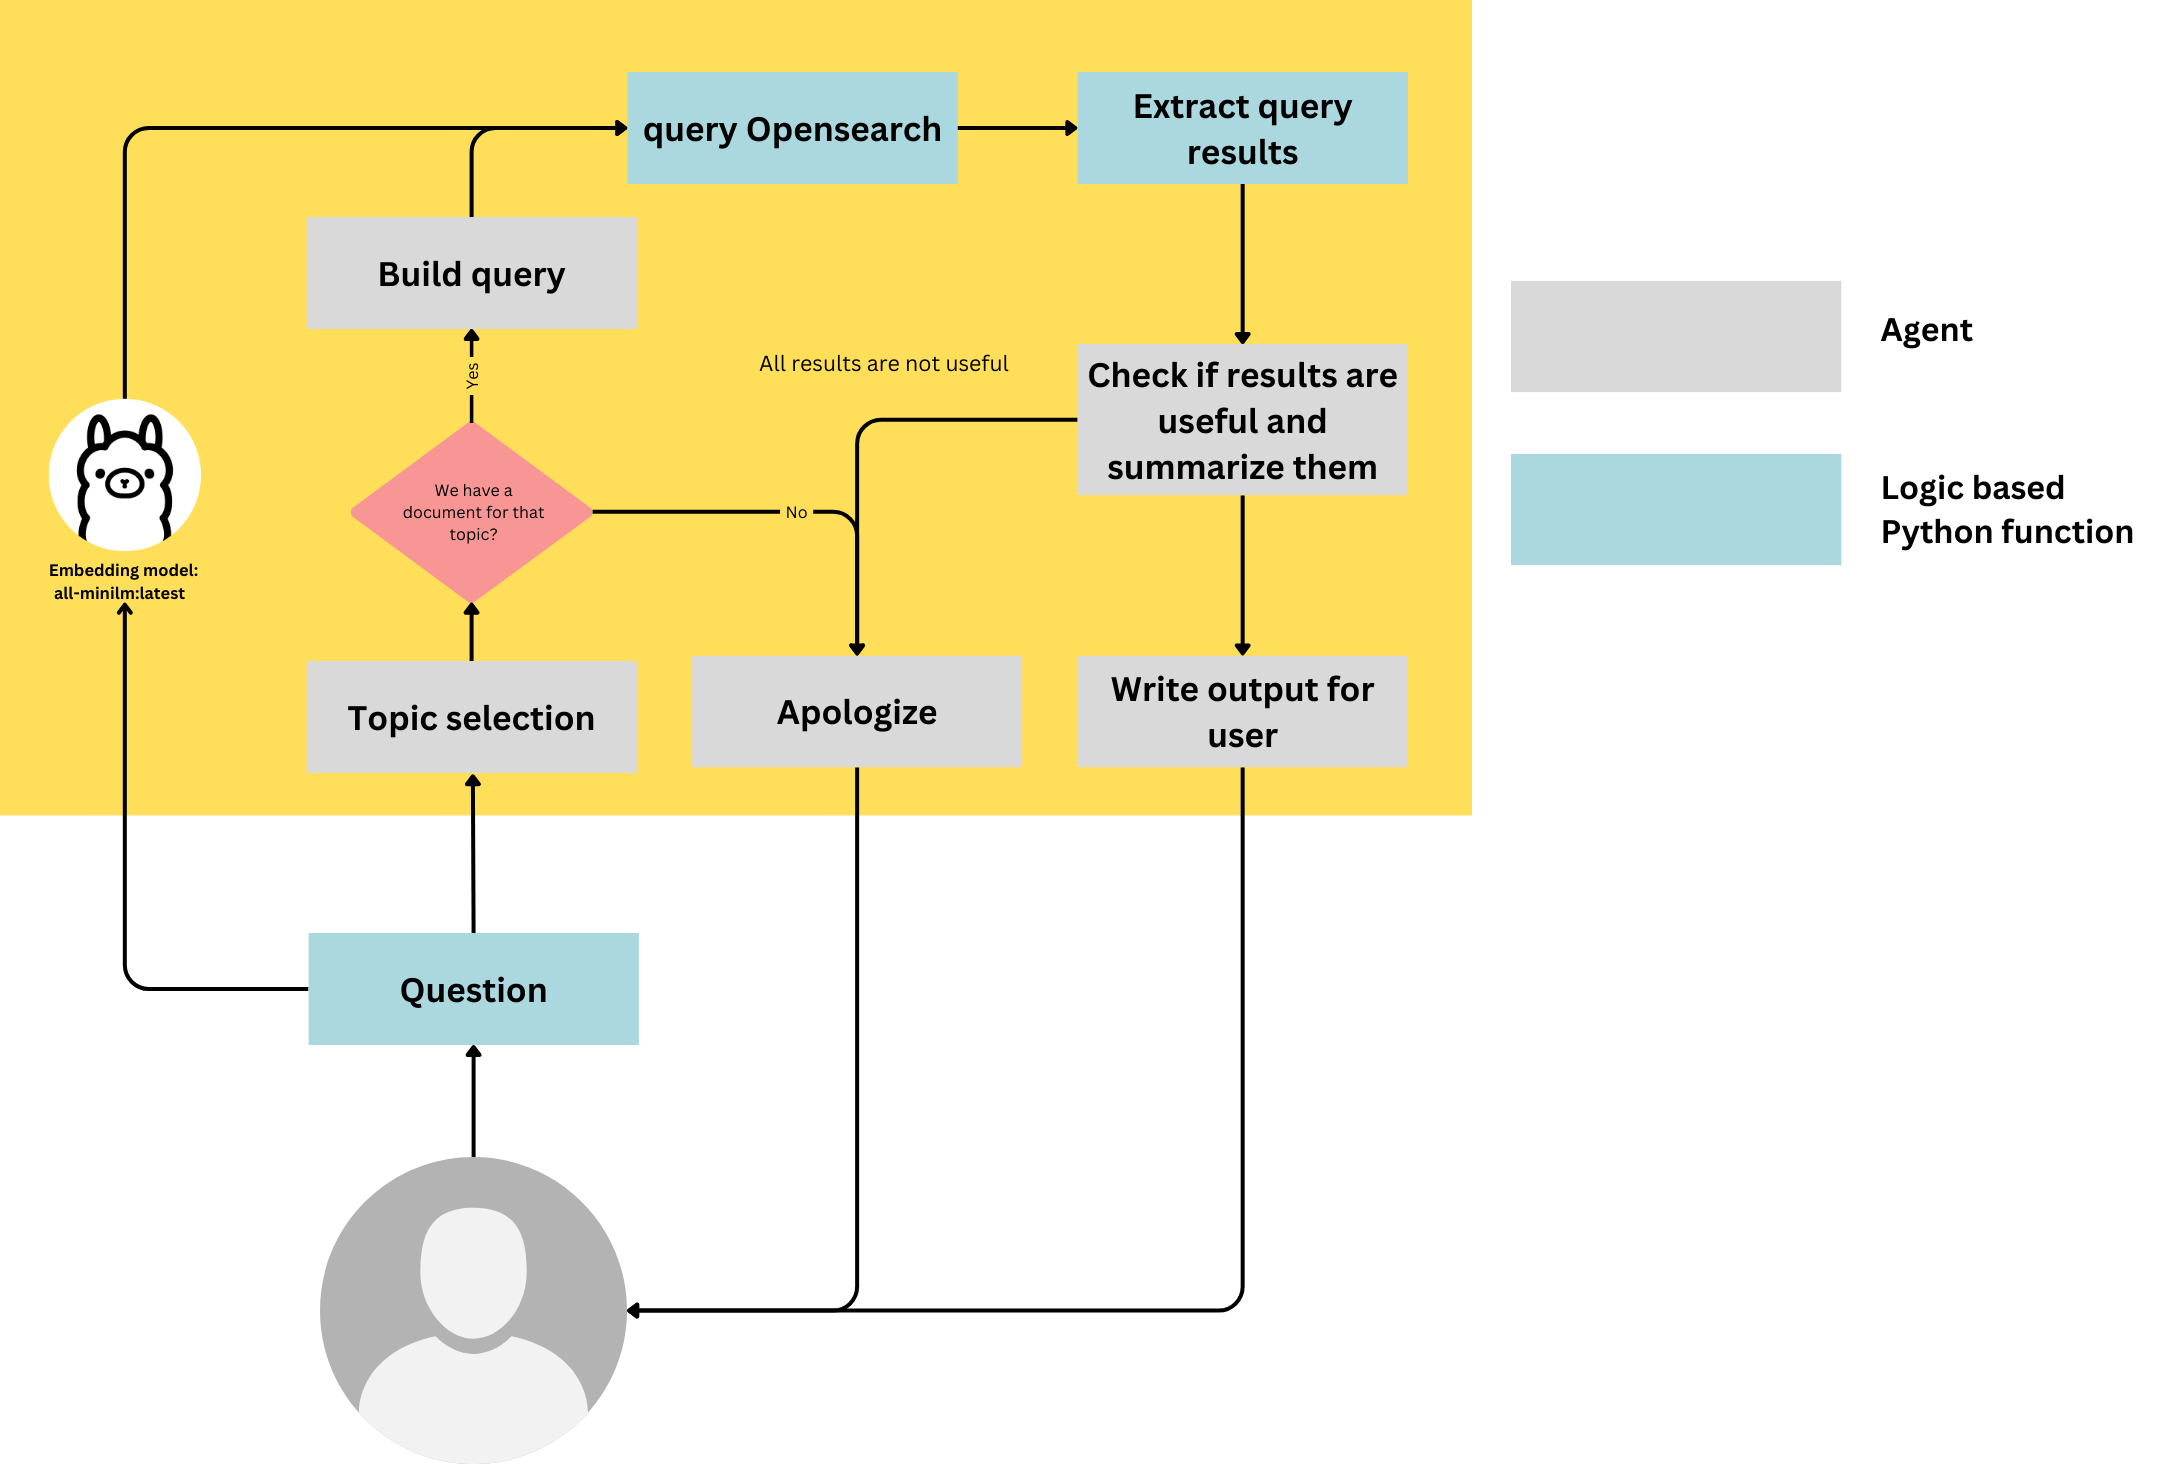 query Opensearch
Extract query
results
Build query
Yes
All results are not useful
Check if results are
useful and
summarize them
We have a
document for that
topic?
No
Embedding model:
all-minilm:latest
Topic selection
Apologize
Write output for
user
Question
Agent
Logic based
Python function